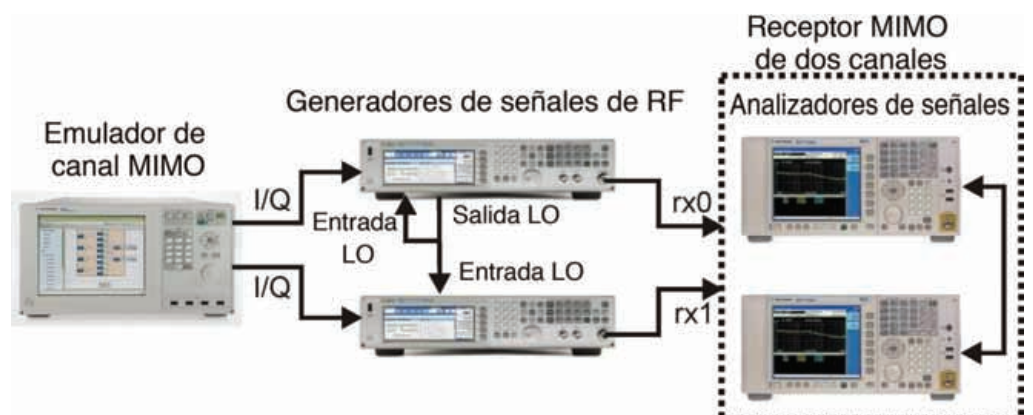 Receptor MIMO
de dos canales
Generadores de señales de RF
Analizadores de señales
Emulador de
canal MIMO
I/Q
Entrada
LO
Salida LO
rx0
Entrada LO
I/Q
rx1